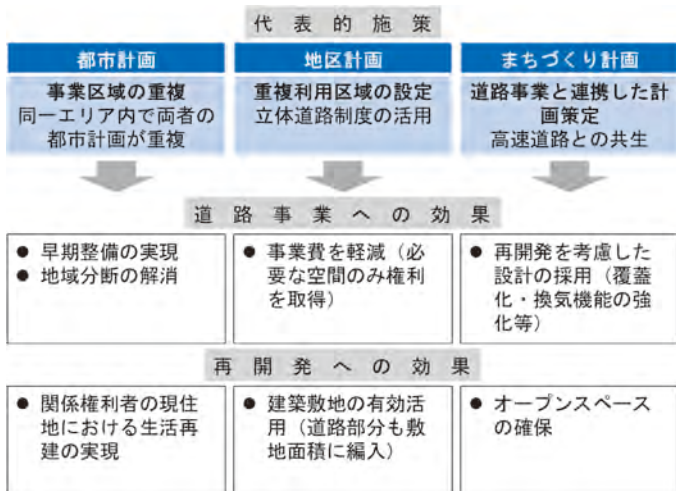 代表的施策
都市計画
事業区域の重複
同一エリア内で両者の
都市計画が重複
地区計画
重複利用区域の設定
立体道路制度の活用
まちづくり計画
道路事業と連携した計
画策定
高速道路との共生
道路事業への効果
● 早期整備の実現
● 地域分断の解消
● 事業費を軽減（必
要な空間のみ権利
を取得）
● 再開発を考慮した
設計の採用（覆蓋
化・換気機能の強
化等）
再開発への効果
● 関係権利者の現住
地における生活再
建の実現
● 建築敷地の有効活
用（道路部分も敷
地面積に編入）
● オープンスペース
の確保